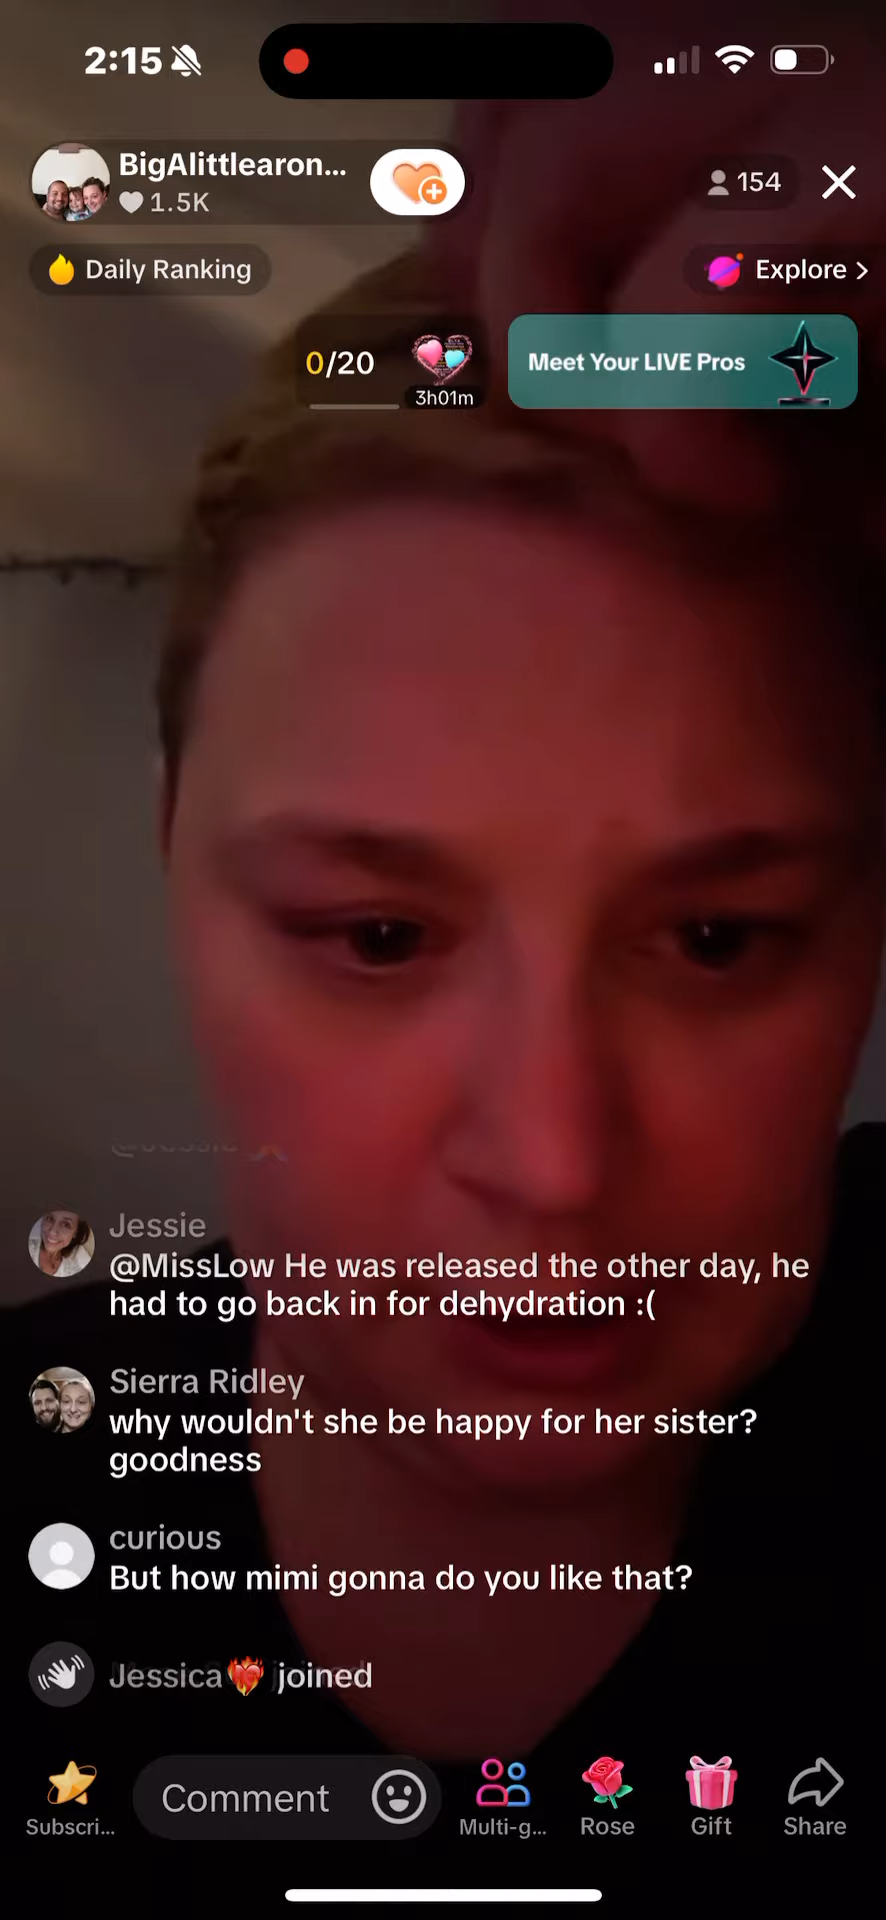 2:15
BigAlittlearon...
1.5K
154
Daily Ranking
Explore >
0/20
3h01m
Meet Your LIVE Pros
Jessie
@MissLow He was released the other day, he
had to go back in for dehydration :(
Sierra Ridley
why wouldn't she be happy for her sister?
goodness
curious
But how mimi gonna do you like that?
Jessica❤️‍🔥 joined
Subscri...
Comment
Multi-g...
Rose
Gift
Share